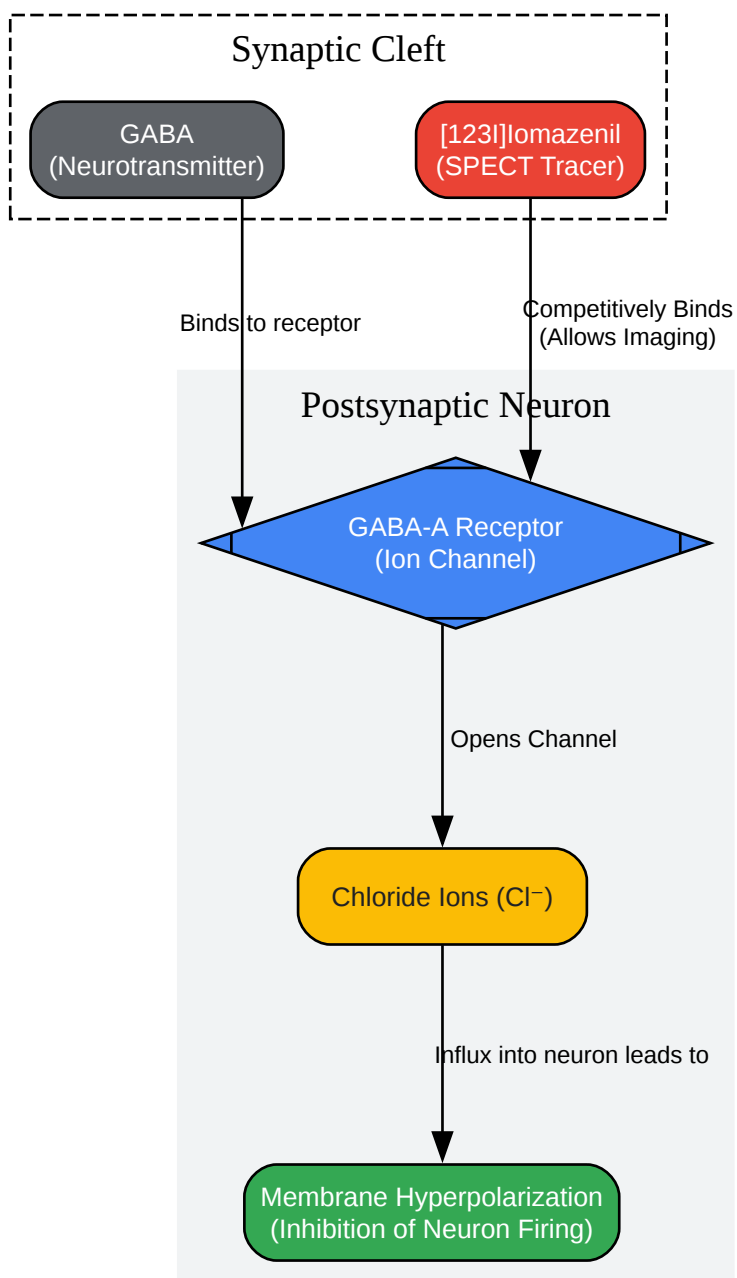 Synaptic Cleft
GABA
(Neurotransmitter)
[123I]Iomazenil
(SPECT Tracer)
Binds to receptor
Competitively Binds
(Allows Imaging)
Postsynaptic Neuron
GABA-A Receptor
(Ion Channel)
Opens Channel
Chloride Ions (Cl⁻)
Influx into neuron leads to
Membrane Hyperpolarization
(Inhibition of Neuron Firing)